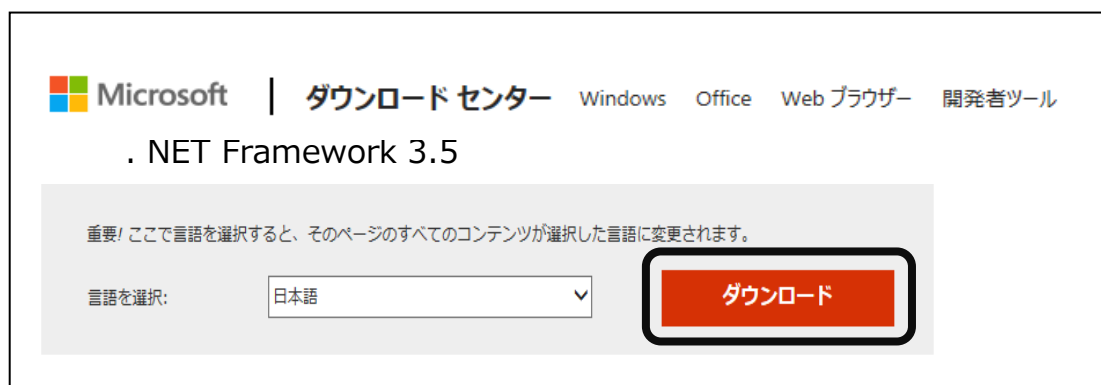 Microsoft | ダウンロード センター Windows Office Web ブラウザー 開発者ツール
. NET Framework 3.5
重要! ここで言語を選択すると、そのページのすべてのコンテンツが選択した言語に変更されます。
言語を選択: 日本語 ダウンロード